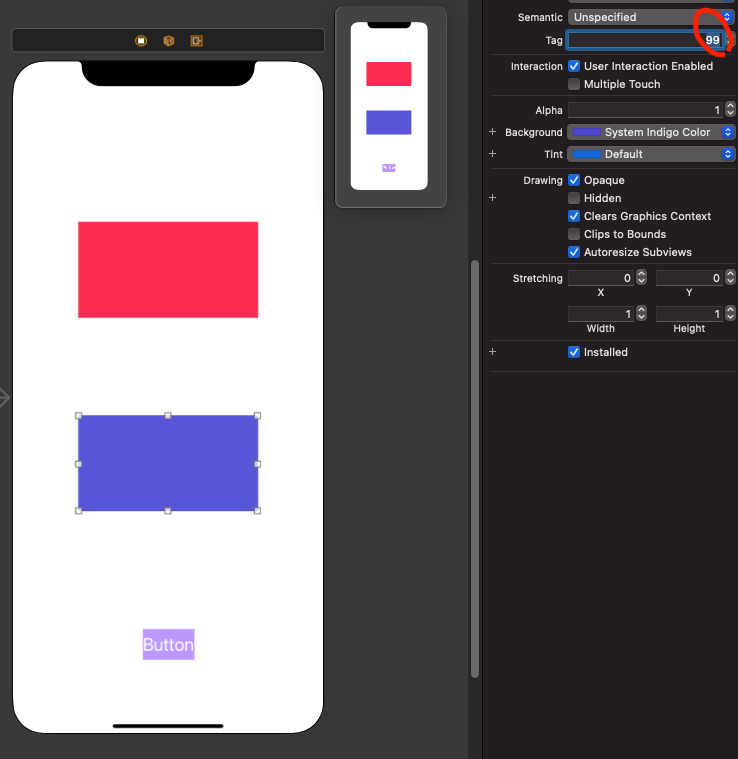 Semantic Unspecified
Tag 99
Interaction User Interaction Enabled
Multiple Touch
Alpha 1
+ Background System Indigo Color
+ Tint Default
Drawing Opaque
+ Hidden
Clears Graphics Context
Clips to Bounds
Autoresize Subviews
Stretching 0 0
X Y
1 1
Width Height
+ Installed
Button